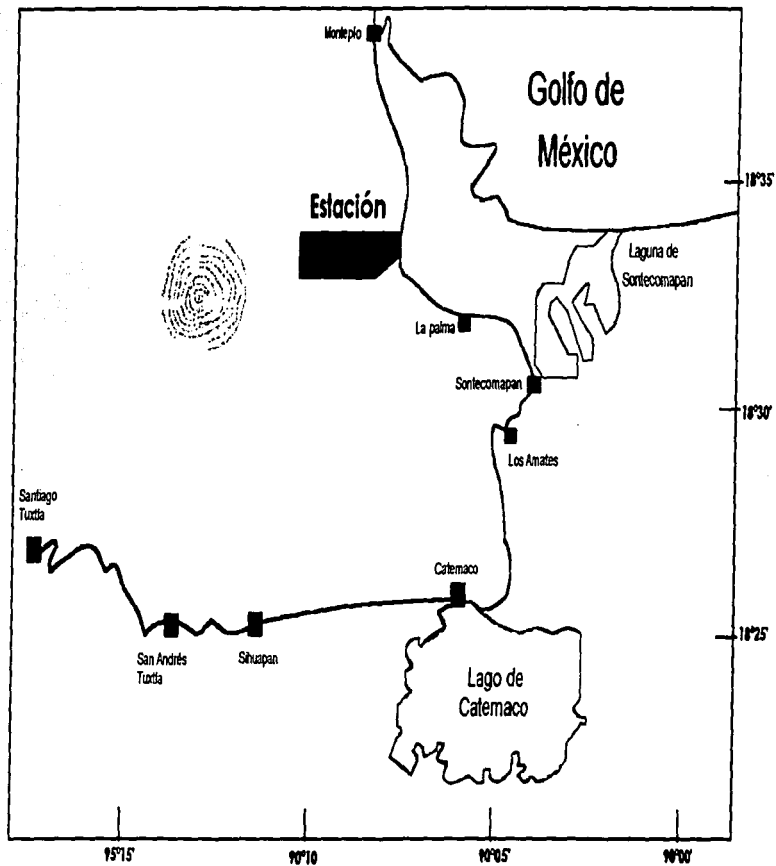 Montepío
Golfo de
México
18°35'
Estación
Laguna de
Sontecomapan
La palma
Sontecomapan
18°30'
Los Amates
Santiago
Tuxtla
Catemaco
18°25'
San Andrés
Tuxtla
Sihuapan
Lago de
Catemaco
95°15'
90°10'
90°05'
90°00'